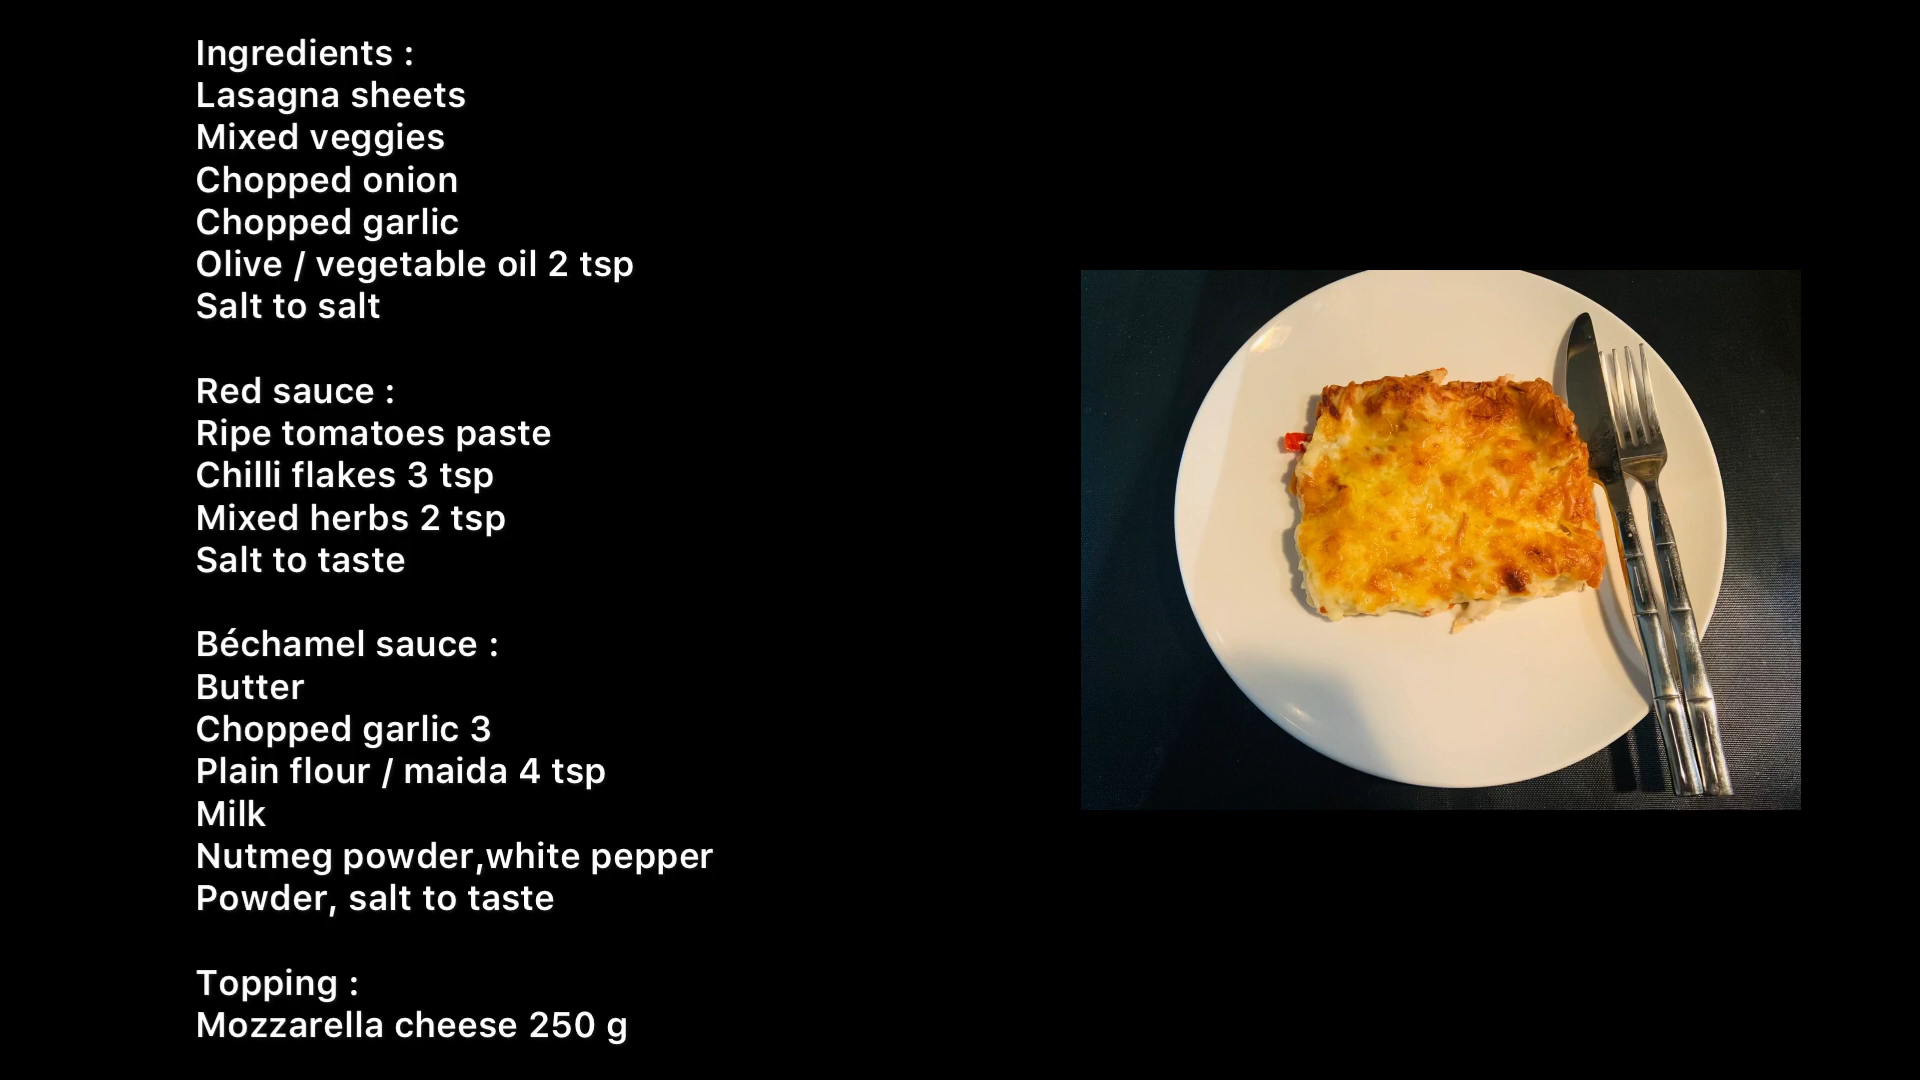 Ingredients :
Lasagna sheets
Mixed veggies
Chopped onion
Chopped garlic
Olive / vegetable oil 2 tsp
Salt to salt
Red sauce :
Ripe tomatoes paste
Chilli flakes 3 tsp
Mixed herbs 2 tsp
Salt to taste
Béchamel sauce :
Butter
Chopped garlic 3
Plain flour / maida 4 tsp
Milk
Nutmeg powder,white pepper
Powder, salt to taste
Topping :
Mozzarella cheese 250 g